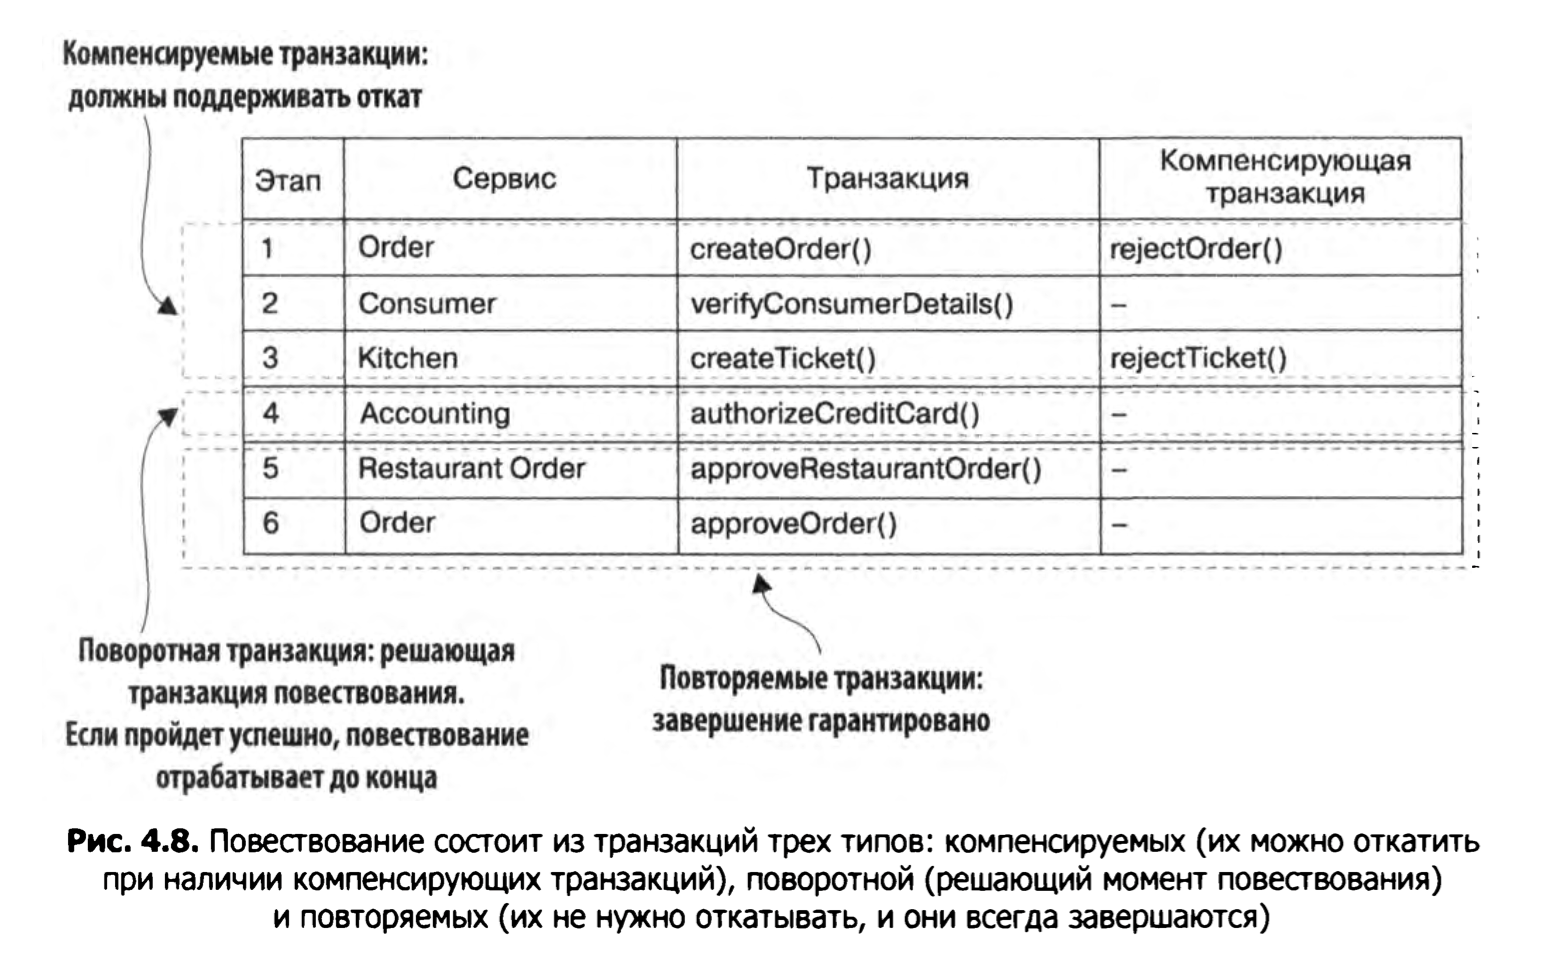 Компенсируемые транзакции:
должны поддерживать откат
Этап Сервис Транзакция Компенсирующая транзакция
1 Order createOrder() rejectOrder()
2 Consumer verifyConsumerDetails() –
3 Kitchen createTicket() rejectTicket()
4 Accounting authorizeCreditCard() –
5 Restaurant Order approveRestaurantOrder() –
6 Order approveOrder() –
Поворотная транзакция: решающая
транзакция повествования.
Если пройдет успешно, повествование
отрабатывает до конца
Повторяемые транзакции:
завершение гарантировано
Рис. 4.8. Повествование состоит из транзакций трех типов: компенсируемых (их можно откатить
при наличии компенсирующих транзакций), поворотной (решающий момент повествования)
и повторяемых (их не нужно откатывать, и они всегда завершаются)